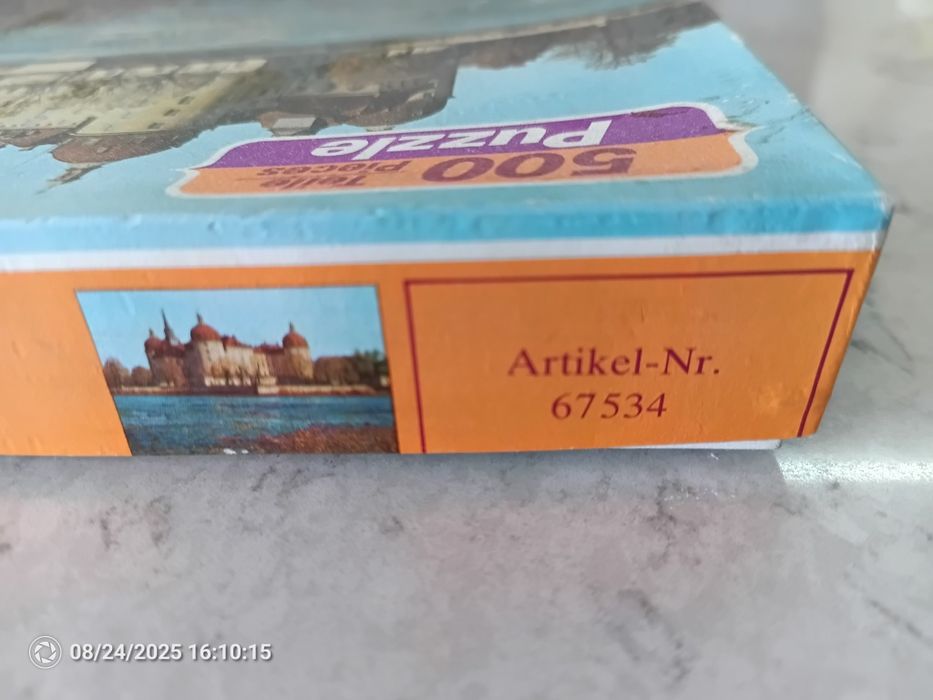 500 Teile
Pieces
Puzzle
Artikel-Nr.
67534
08/24/2025 16:10:15